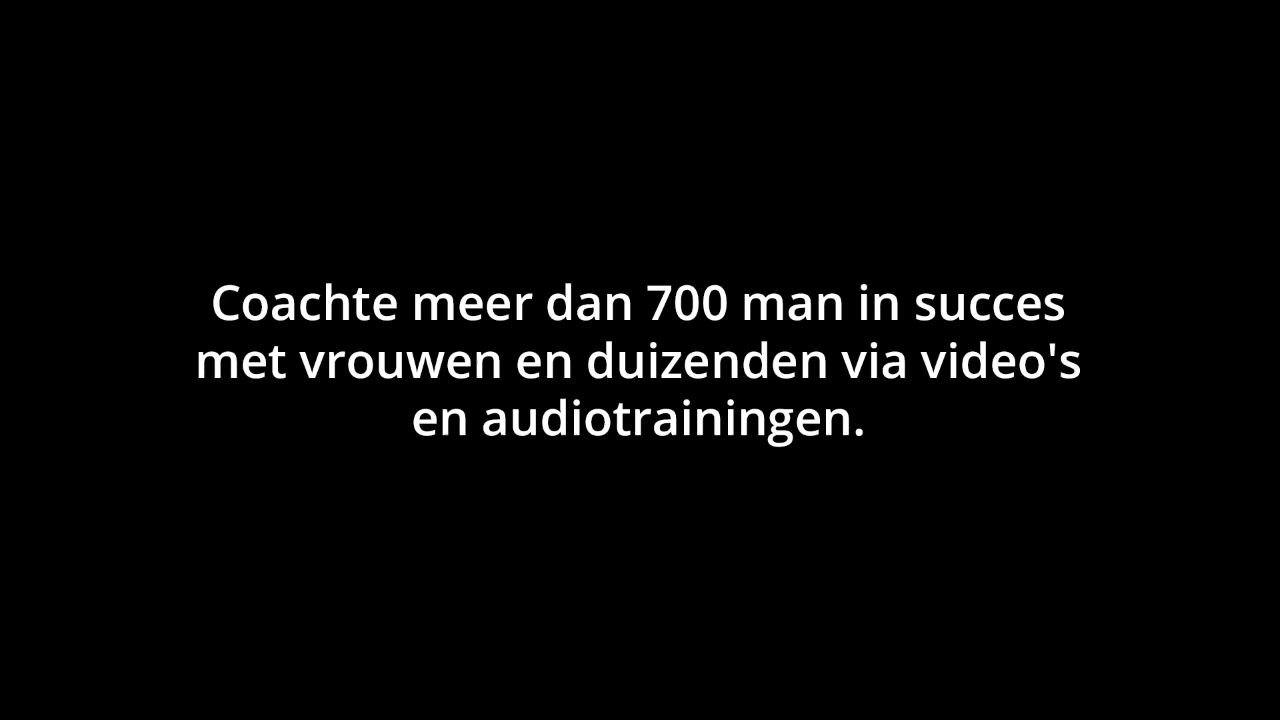 Coachte meer dan 700 man in succes
met vrouwen en duizenden via video's
en audiotrainingen.